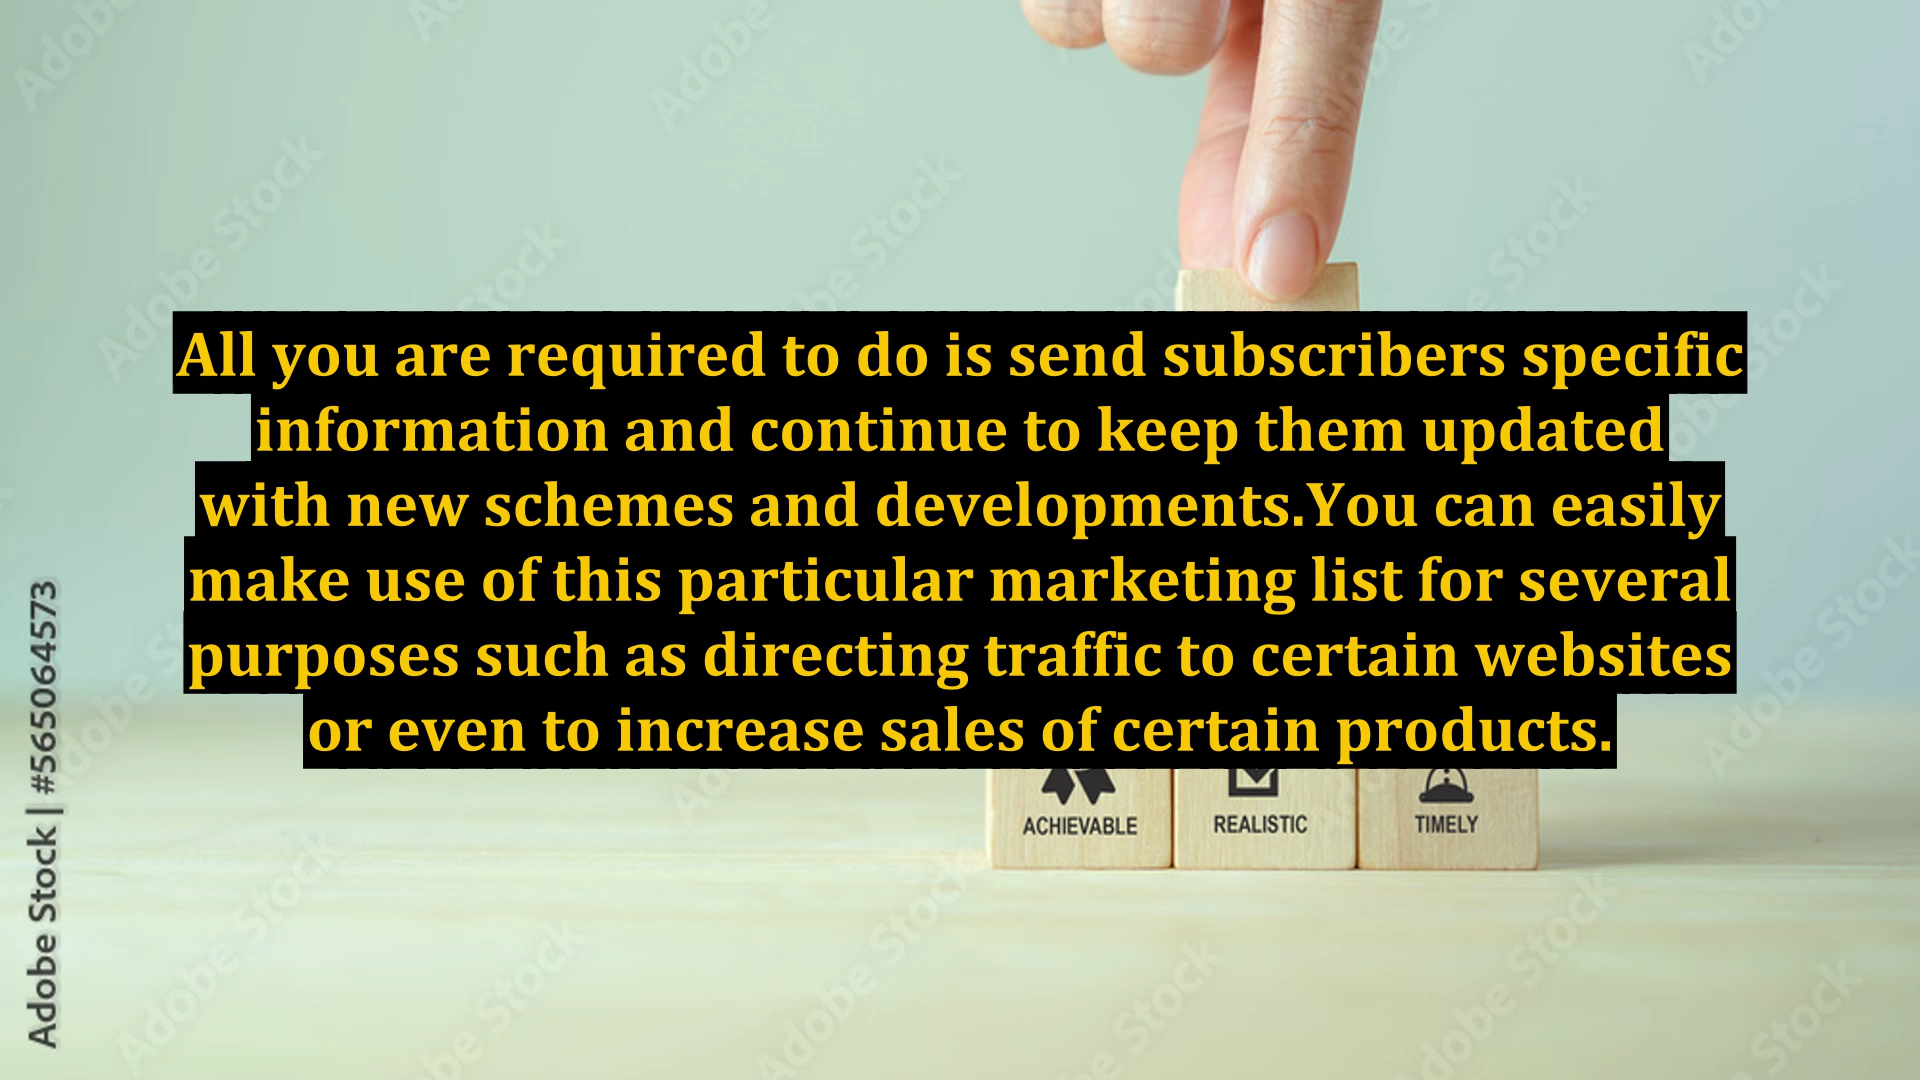 All you are required to do is send subscribers specific
information and continue to keep them updated
with new schemes and developments.You can easily
make use of this particular marketing list for several
purposes such as directing traffic to certain websites
or even to increase sales of certain products.
ACHIEVABLE
REALISTIC
TIMELY
Adobe Stock | #565064573
Adobe Stock